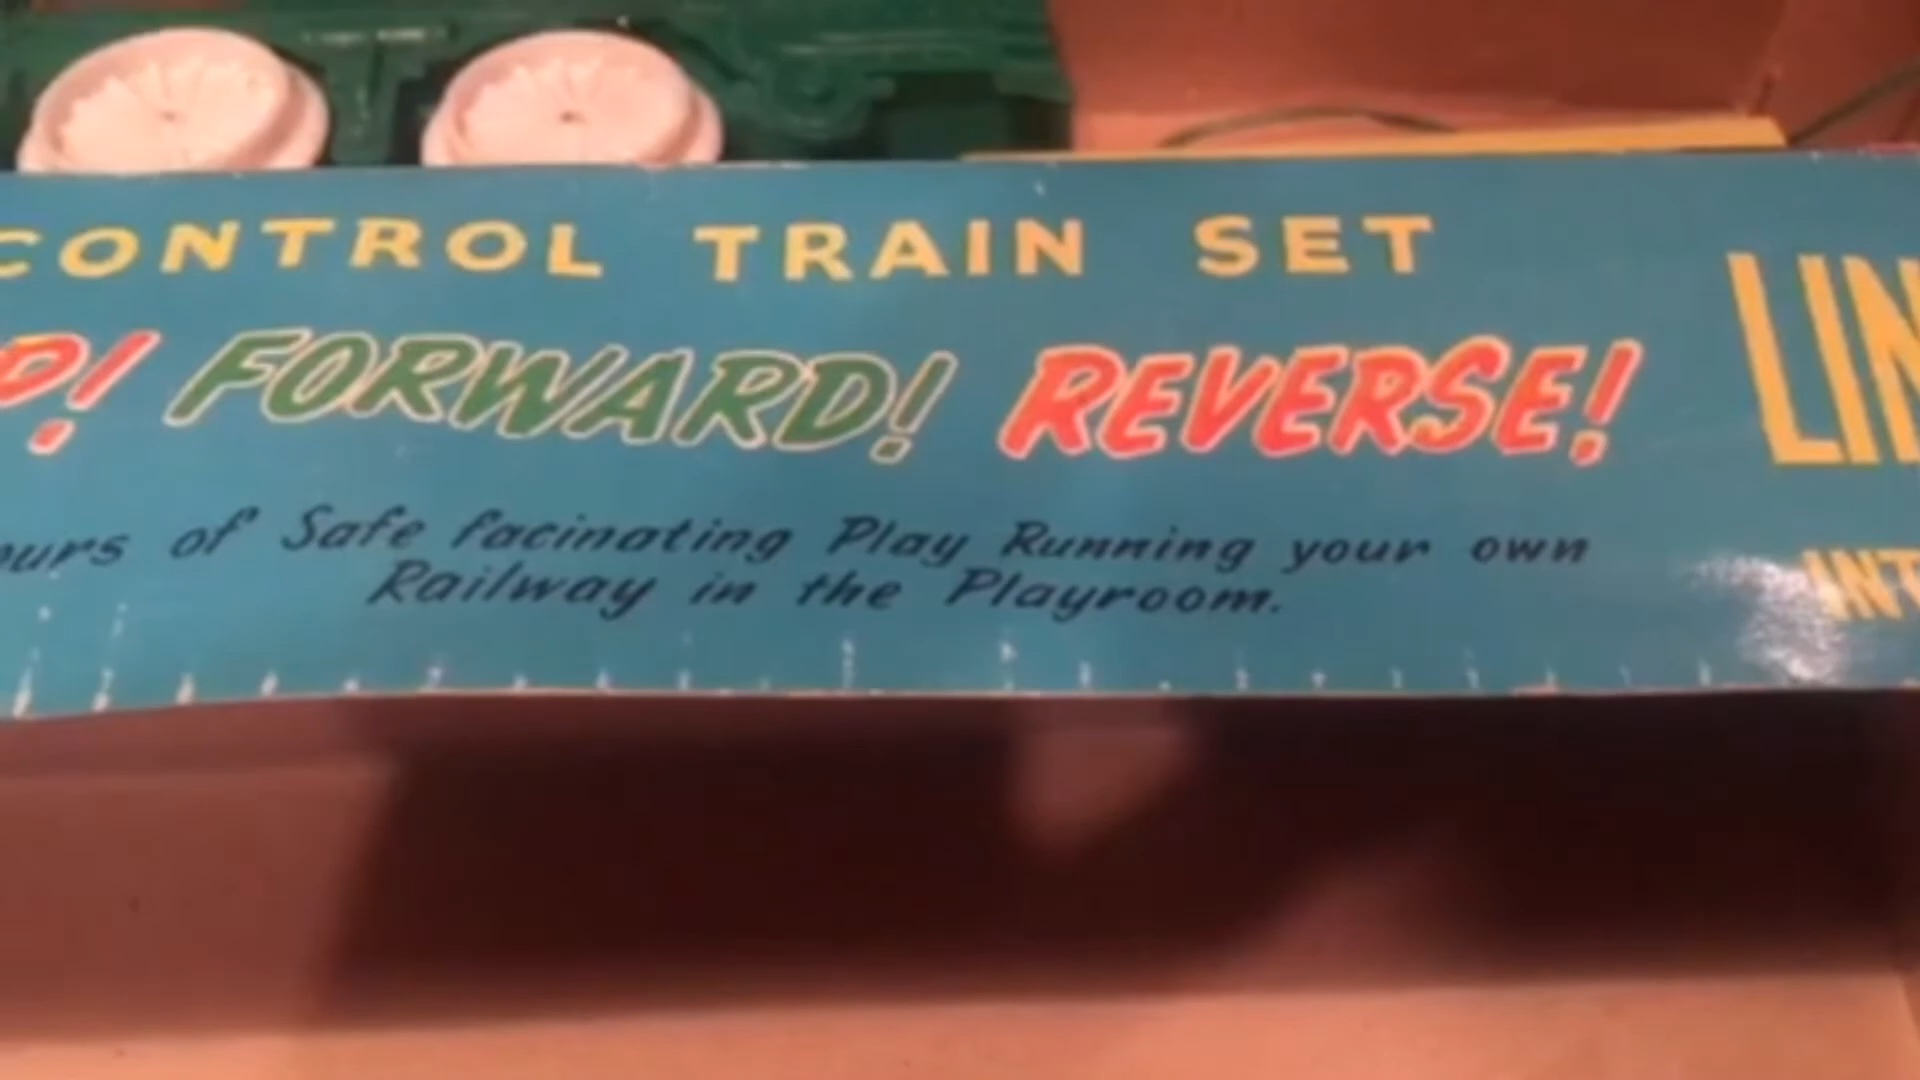 CONTROL TRAIN SET
FORWARD! REVERSE!
of Safe facinating Play Running your own
Railway in the Playroom.